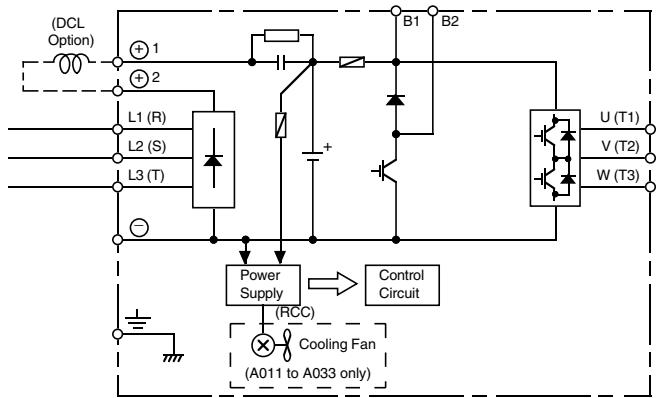 (DCL
Option)
⊕ 1
⊕ 2
B1 B2
L1 (R)
L2 (S)
L3 (T)
U (T1)
V (T2)
W (T3)
+
⊖
Power
Supply
Control
Circuit
(RCC)
Cooling Fan
(A011 to A033 only)